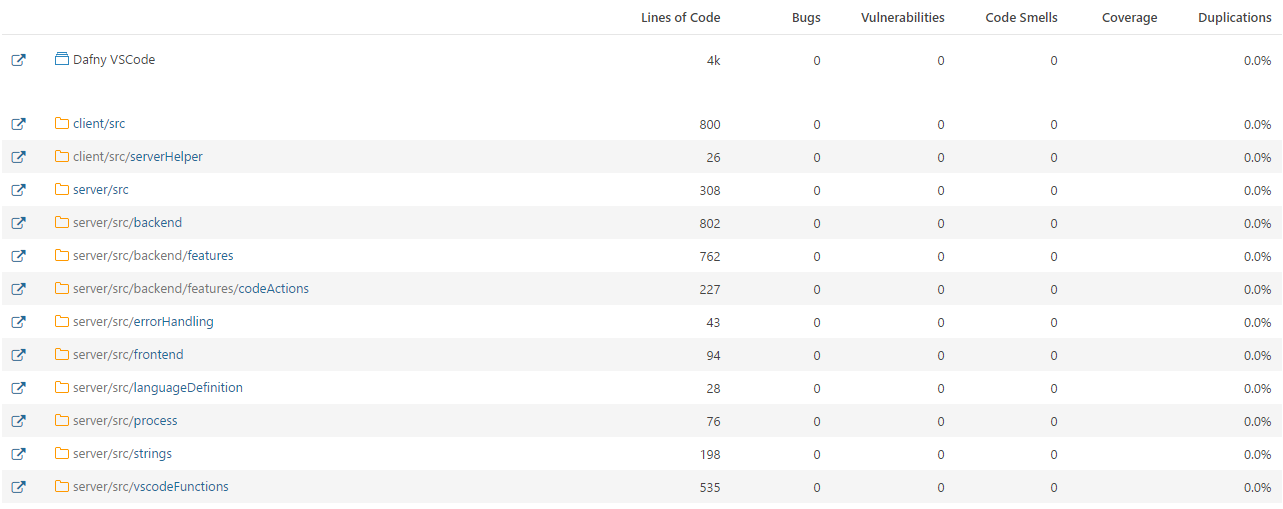 Lines of Code Bugs Vulnerabilities Code Smells Coverage Duplications
Dafny VSCode 4k 0 0 0 0.0%
client/src 800 0 0 0 0.0%
client/src/serverHelper 26 0 0 0 0.0%
server/src 308 0 0 0 0.0%
server/src/backend 802 0 0 0 0.0%
server/src/backend/features 762 0 0 0 0.0%
server/src/backend/features/codeActions 227 0 0 0 0.0%
server/src/errorHandling 43 0 0 0 0.0%
server/src/frontend 94 0 0 0 0.0%
server/src/languageDefinition 28 0 0 0 0.0%
server/src/process 76 0 0 0 0.0%
server/src/strings 198 0 0 0 0.0%
server/src/vscodeFunctions 535 0 0 0 0.0%